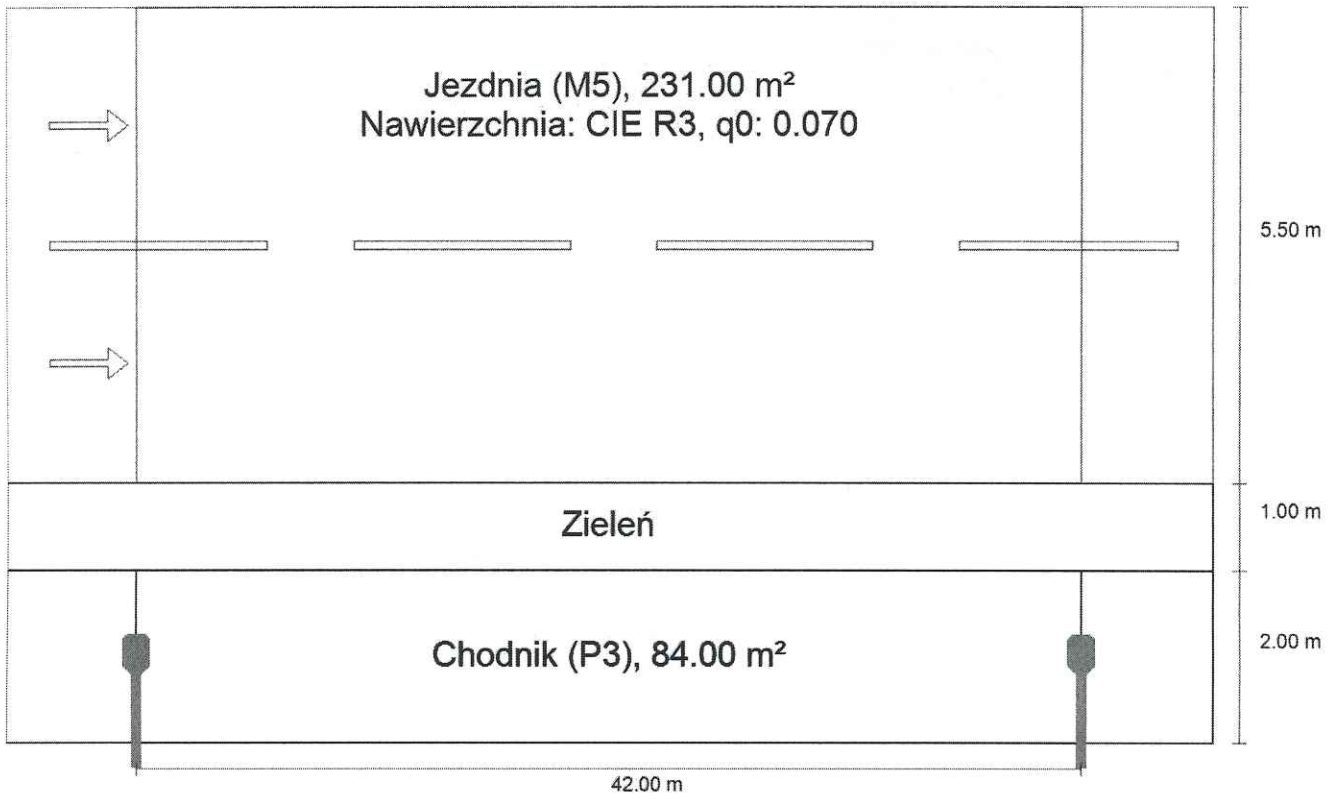 Jezdnia (M5), 231.00 m²
Nawierzchnia: CIE R3, q0: 0.070
5.50 m
Zieleń
1.00 m
Chodnik (P3), 84.00 m²
2.00 m
42.00 m